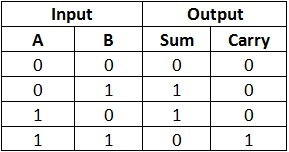 Input Output
A B Sum Carry
0 0 0 0
0 1 1 0
1 0 1 0
1 1 0 1